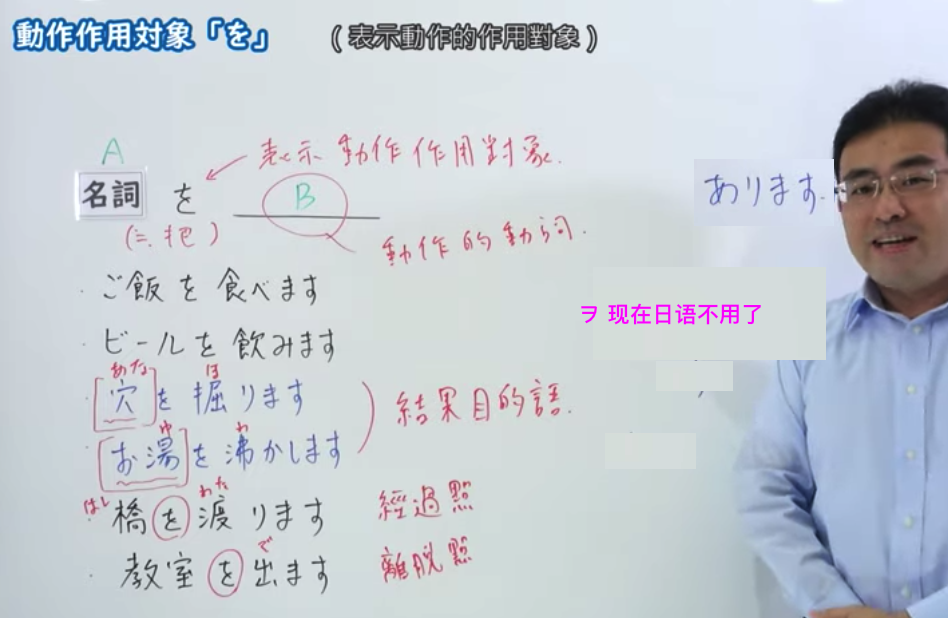 動作作用対象「を」 (表示動作的作用對象)
A
表示動作作用對象.
名詞 を B
(≒把)
動作的動詞.
あります.
・ご飯を食べます
ヲ 现在日语不用了
・ビールを飲みます
あな ほ
・[穴]を掘ります
結果目的語.
ゆ わ
・[お湯]を沸かします
はし わた
・橋を渡ります 經過點
で
・教室を出ます 離脱點